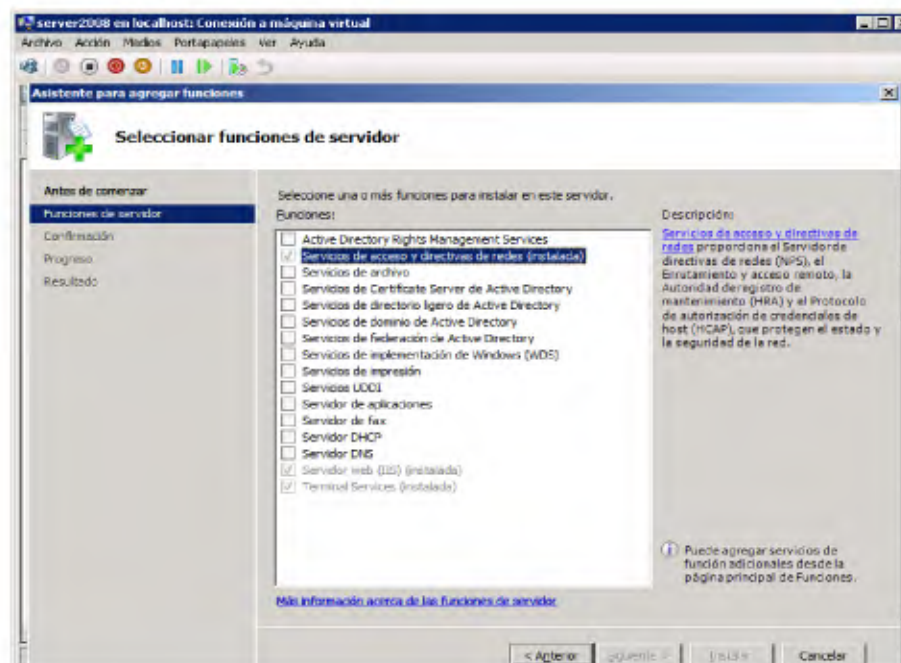 server2008 en localhost: Conexión a máquina virtual
Archivo Acción Medios Portapapeles Ver Ayuda
Asistente para agregar funciones
Seleccionar funciones de servidor
Antes de comenzar
Funciones de servidor
Confirmación
Progreso
Resultado
Seleccione una o más funciones para instalar en este servidor.
Funciones:
Active Directory Rights Management Services
Servicios de acceso y directivas de redes (instalada)
Servicios de archivo
Servicios de Certificate Server de Active Directory
Servicios de directorio ligero de Active Directory
Servicios de dominio de Active Directory
Servicios de federación de Active Directory
Servicios de implementación de Windows (WDS)
Servicios de impresión
Servicios UDDI
Servidor de aplicaciones
Servidor de fax
Servidor DHCP
Servidor DNS
Servidor web (IIS) (instalada)
Terminal Services (instalada)
Más información acerca de las funciones de servidor
Descripción:
Servicios de acceso y directivas de
redes proporciona el Servidor de
directivas de redes (NPS), el
Enrutamiento y acceso remoto, la
Autoridad de registro de
mantenimiento (HRA) y el Protocolo
de autorización de credenciales de
host (HCAP), que protegen el estado y
la seguridad de la red.
Puede agregar servicios de
función adicionales desde la
página principal de Funciones.
< Anterior Siguiente > Instalar Cancelar